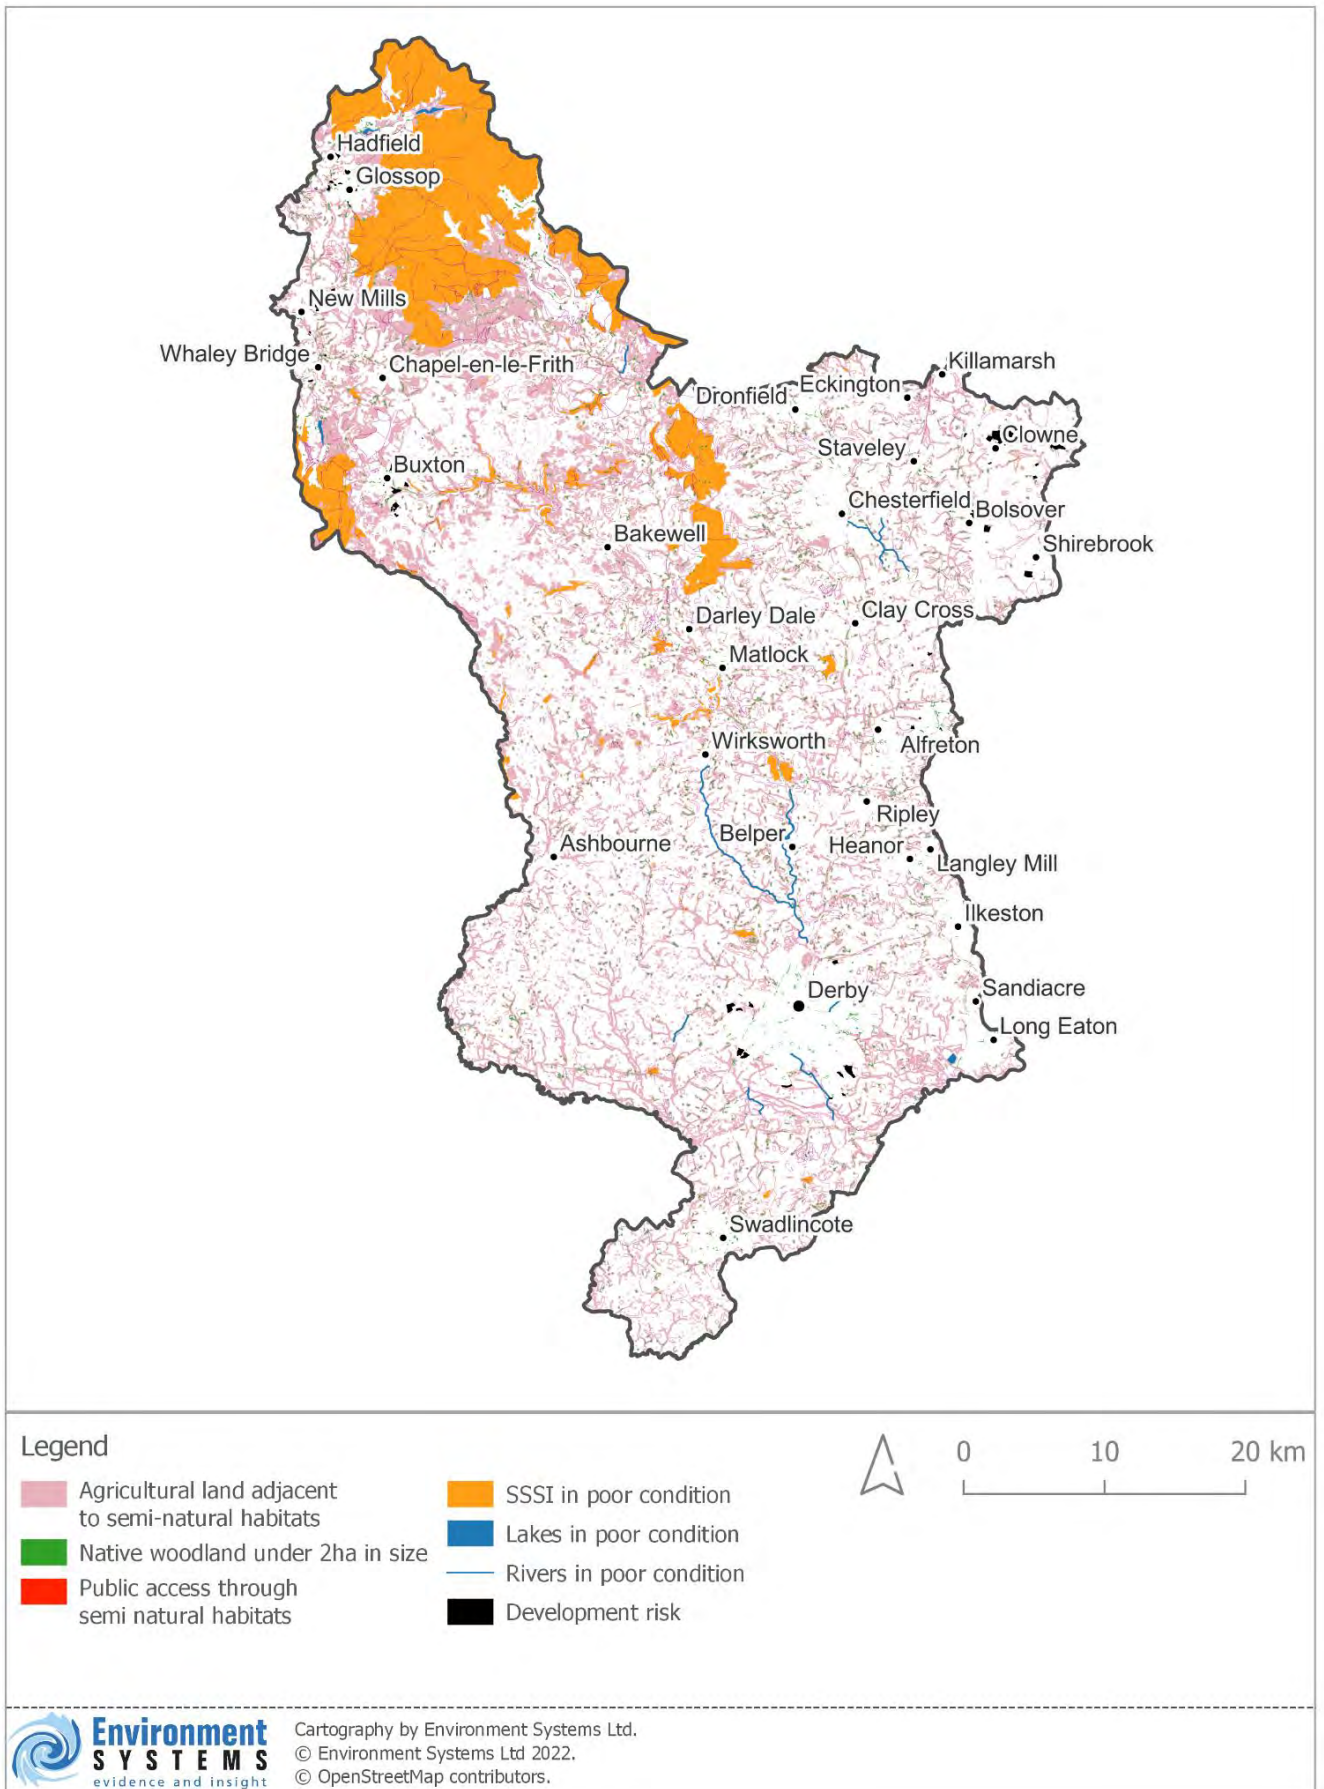 Hadfield
Glossop
New Mills
Whaley Bridge
Chapel-en-le-Frith
Killamarsh
Dronfield
Eckington
Clowne
Staveley
Buxton
Chesterfield
Bolsover
Bakewell
Shirebrook
Darley Dale
Clay Cross
Matlock
Wirksworth
Alfreton
Ripley
Ashbourne
Belper
Heanor
Langley Mill
Ilkeston
Derby
Sandiacre
Long Eaton
Swadlincote
Legend
Agricultural land adjacent
to semi-natural habitats
Native woodland under 2ha in size
Public access through
semi natural habitats
SSSI in poor condition
Lakes in poor condition
Rivers in poor condition
Development risk
0 10 20 km
Environment
SYSTEMS
evidence and insight
Cartography by Environment Systems Ltd.
© Environment Systems Ltd 2022.
© OpenStreetMap contributors.